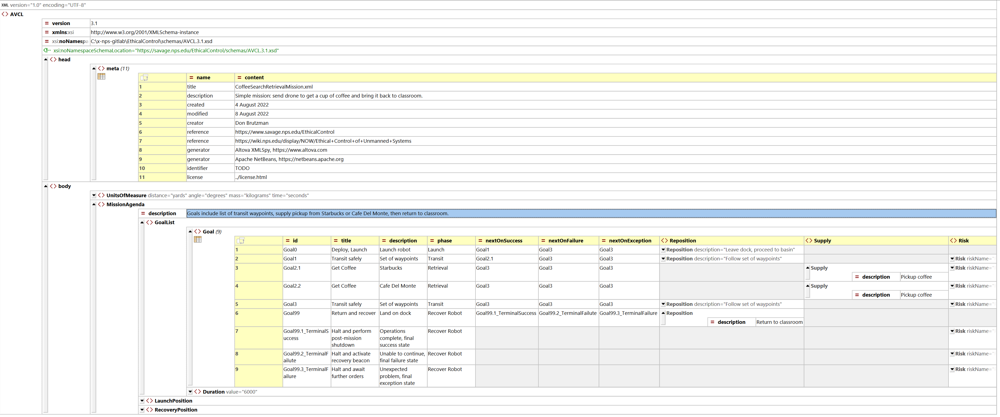 XML version="1.0" encoding="UTF-8"
AVCL
= version 3.1
= xmlns:xsi http://www.w3.org/2001/XMLSchema-instance
= xsi:noNamespa C:\x-nps-gitlab\EthicalControl\schemas/AVCL.3.1.xsd
<!-- xsi:noNamespaceSchemaLocation="https://savage.nps.edu/EthicalControl/schemas/AVCL.3.1.xsd"
<> head
<> meta (11)
= name = content
1 title CoffeeSearchRetrievalMission.xml
2 description Simple mission: send drone to get a cup of coffee and bring it back to classroom.
3 created 4 August 2022
4 modified 8 August 2022
5 creator Don Brutzman
6 reference https://www.savage.nps.edu/EthicalControl
7 reference https://wiki.nps.edu/display/NOW/Ethical+Control+of+Unmanned+Systems
8 generator Altova XMLSpy, https://www.altova.com
9 generator Apache NetBeans, https://netbeans.apache.org
10 identifier TODO
11 license ../license.html
<> body
<> UnitsOfMeasure distance="yards" angle="degrees" mass="kilograms" time="seconds"
<> MissionAgenda
= description Goals include list of transit waypoints, supply pickup from Starbucks or Cafe Del Monte, then return to classroom.
<> GoalList
<> Goal (9)
= id = title = description = phase = nextOnSuccess = nextOnFailure = nextOnException <> Reposition <> Supply <> Risk
1 Goal0 Deploy, Launch Launch robot Launch Goal1 Goal3 Goal3 Reposition description="Leave dock, proceed to basin"
2 Goal1 Transit safely Set of waypoints Transit Goal2.1 Goal3 Goal3 Reposition description="Follow set of waypoints" Risk riskName="
3 Goal2.1 Get Coffee Starbucks Retrieval Goal3 Goal3 Goal3 Supply Risk riskName="
= description Pickup coffee
4 Goal2.2 Get Coffee Cafe Del Monte Retrieval Goal3 Goal3 Goal3 Supply Risk riskName="
= description Pickup coffee
5 Goal3 Transit safely Set of waypoints Transit Goal3 Goal3 Goal3 Reposition description="Follow set of waypoints" Risk riskName="
6 Goal99 Return and recover Land on dock Recover Robot Goal99.1_TerminalSuccess Goal99.2_TerminalFailute Goal99.3_TerminalFailure Reposition
= description Return to classroom
7 Goal99.1_TerminalS Halt and perform Operations Recover Robot Risk riskName="
uccess post-mission complete, final
shutdown success state
8 Goal99.2_TerminalF Halt and activate Unable to continue, Recover Robot Risk riskName="
ailute recovery beacon final failure state
9 Goal99.3_TerminalF Halt and await Unexpected Recover Robot Risk riskName="
ailure further orders problem, final
exception state
<> Duration value="6000"
<> LaunchPosition
<> RecoveryPosition